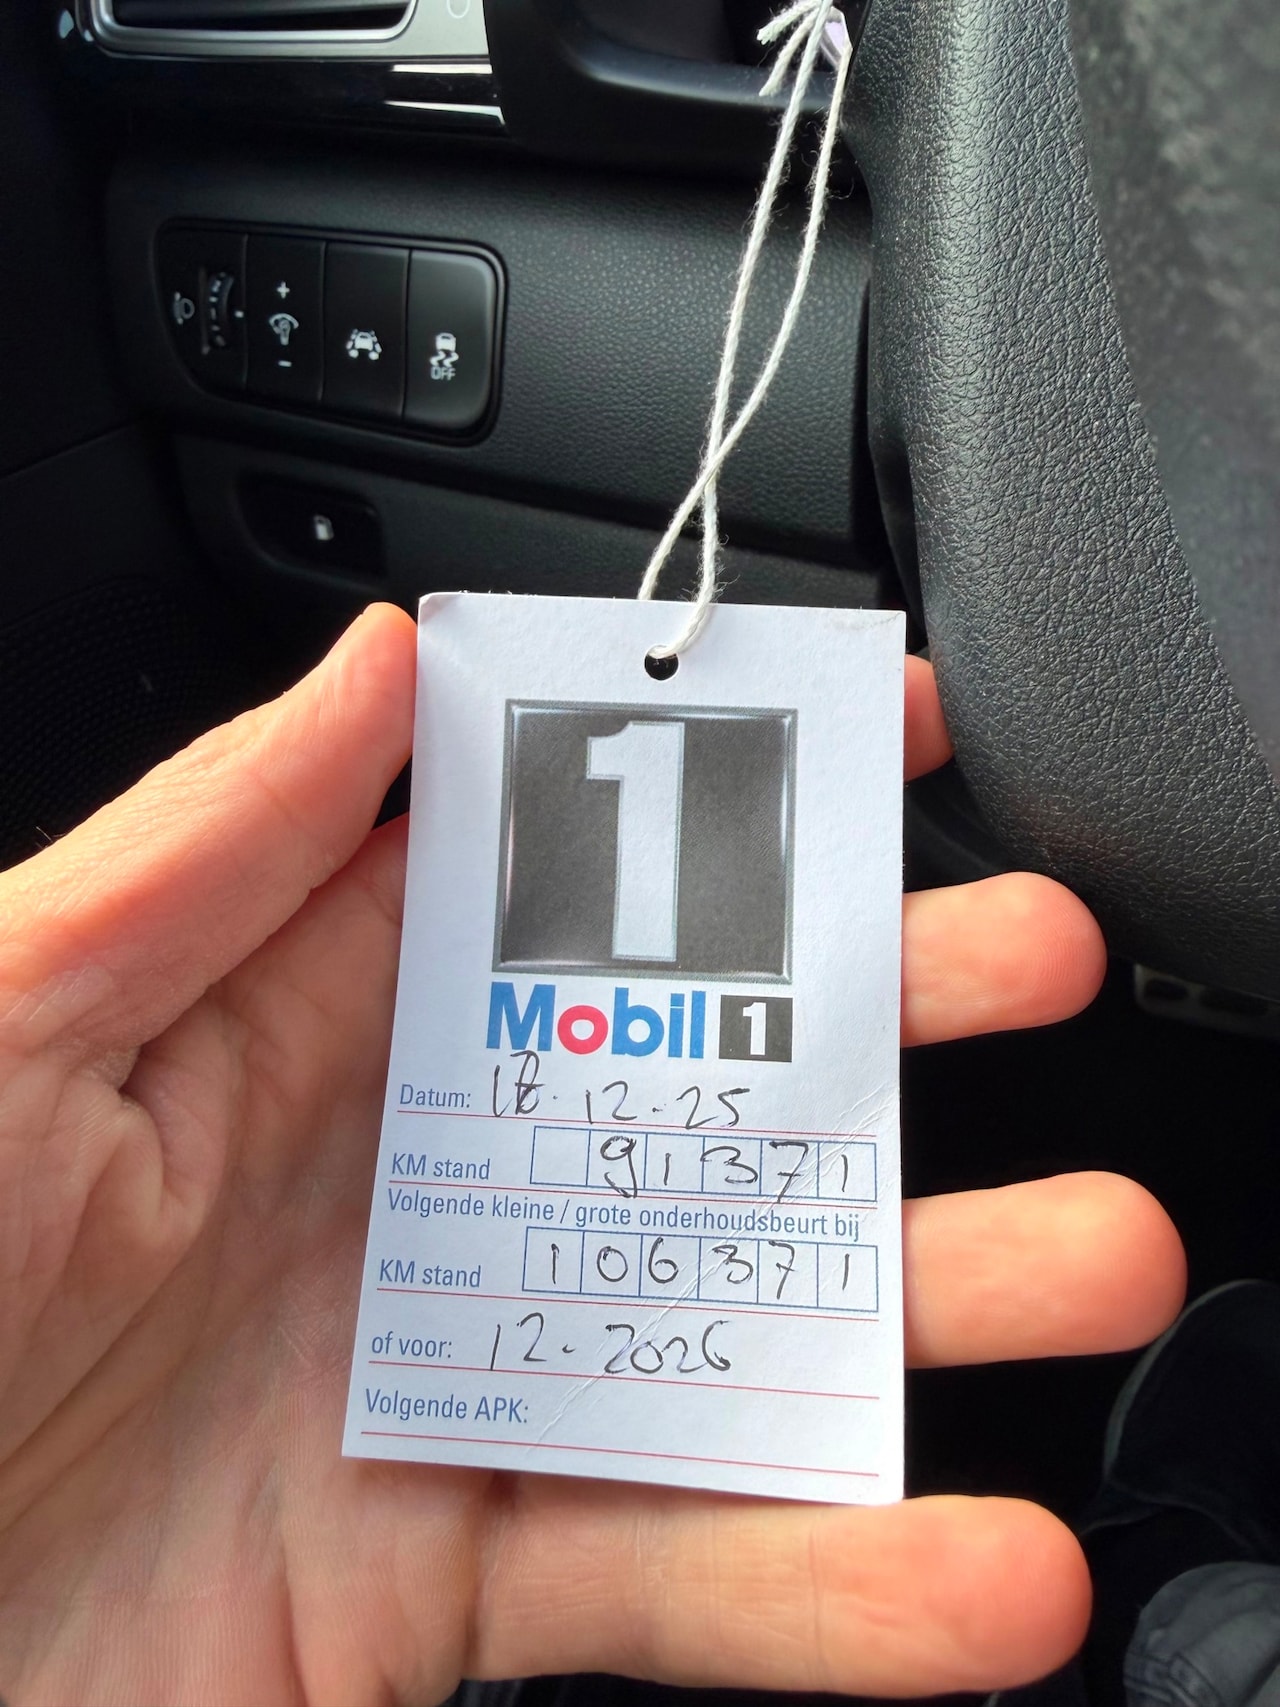 OFF
1
Mobil 1
Datum: 12-25
KM stand 91371
Volgende kleine / grote onderhoudsbeurt bij
KM stand 106371
of voor: 12-2026
Volgende APK: